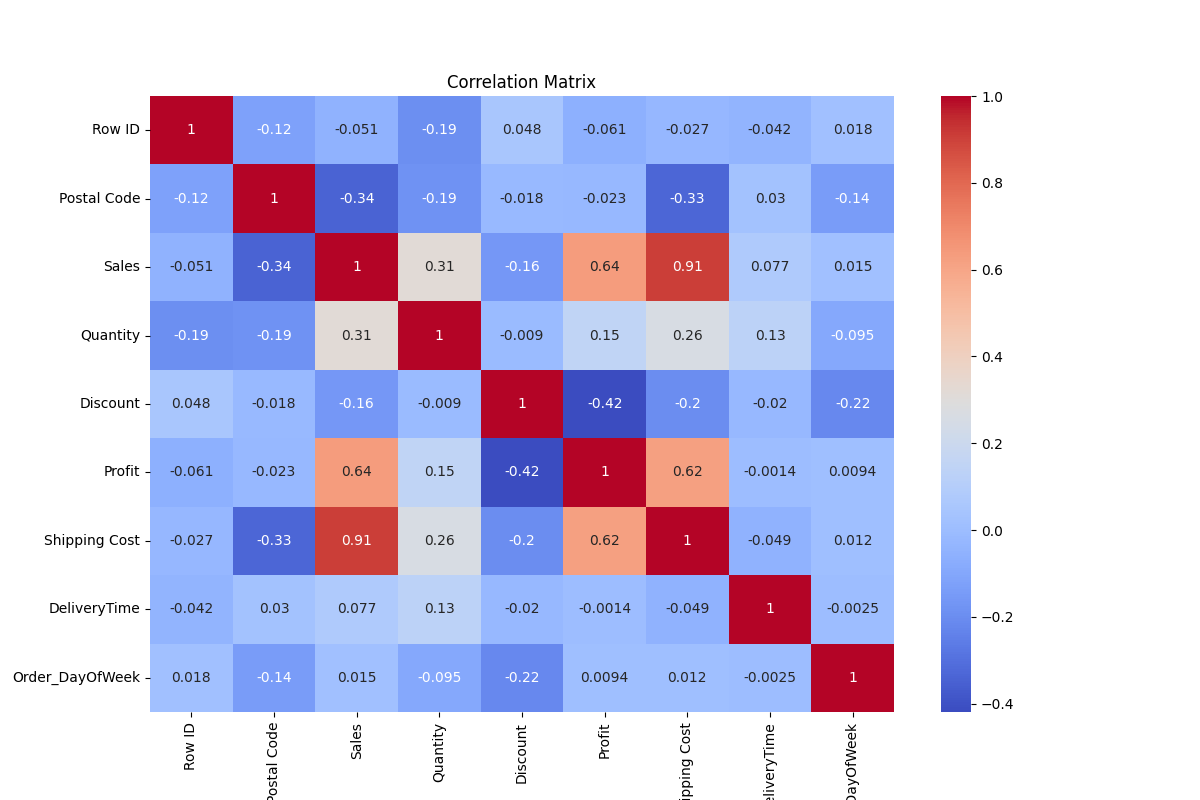 Correlation Matrix
Row ID 1 -0.12 -0.051 -0.19 0.048 -0.061 -0.027 -0.042 0.018
Postal Code -0.12 1 -0.34 -0.19 -0.018 -0.023 -0.33 0.03 -0.14
Sales -0.051 -0.34 1 0.31 -0.16 0.64 0.91 0.077 0.015
Quantity -0.19 -0.19 0.31 1 -0.009 0.15 0.26 0.13 -0.095
Discount 0.048 -0.018 -0.16 -0.009 1 -0.42 -0.2 -0.02 -0.22
Profit -0.061 -0.023 0.64 0.15 -0.42 1 0.62 -0.0014 0.0094
Shipping Cost -0.027 -0.33 0.91 0.26 -0.2 0.62 1 -0.049 0.012
DeliveryTime -0.042 0.03 0.077 0.13 -0.02 -0.0014 -0.049 1 -0.0025
Order_DayOfWeek 0.018 -0.14 0.015 -0.095 -0.22 0.0094 0.012 -0.0025 1
Row ID
Postal Code
Sales
Quantity
Discount
Profit
ipping Cost
eliveryTime
DayOfWeek
1.0
0.8
0.6
0.4
0.2
0.0
−0.2
−0.4